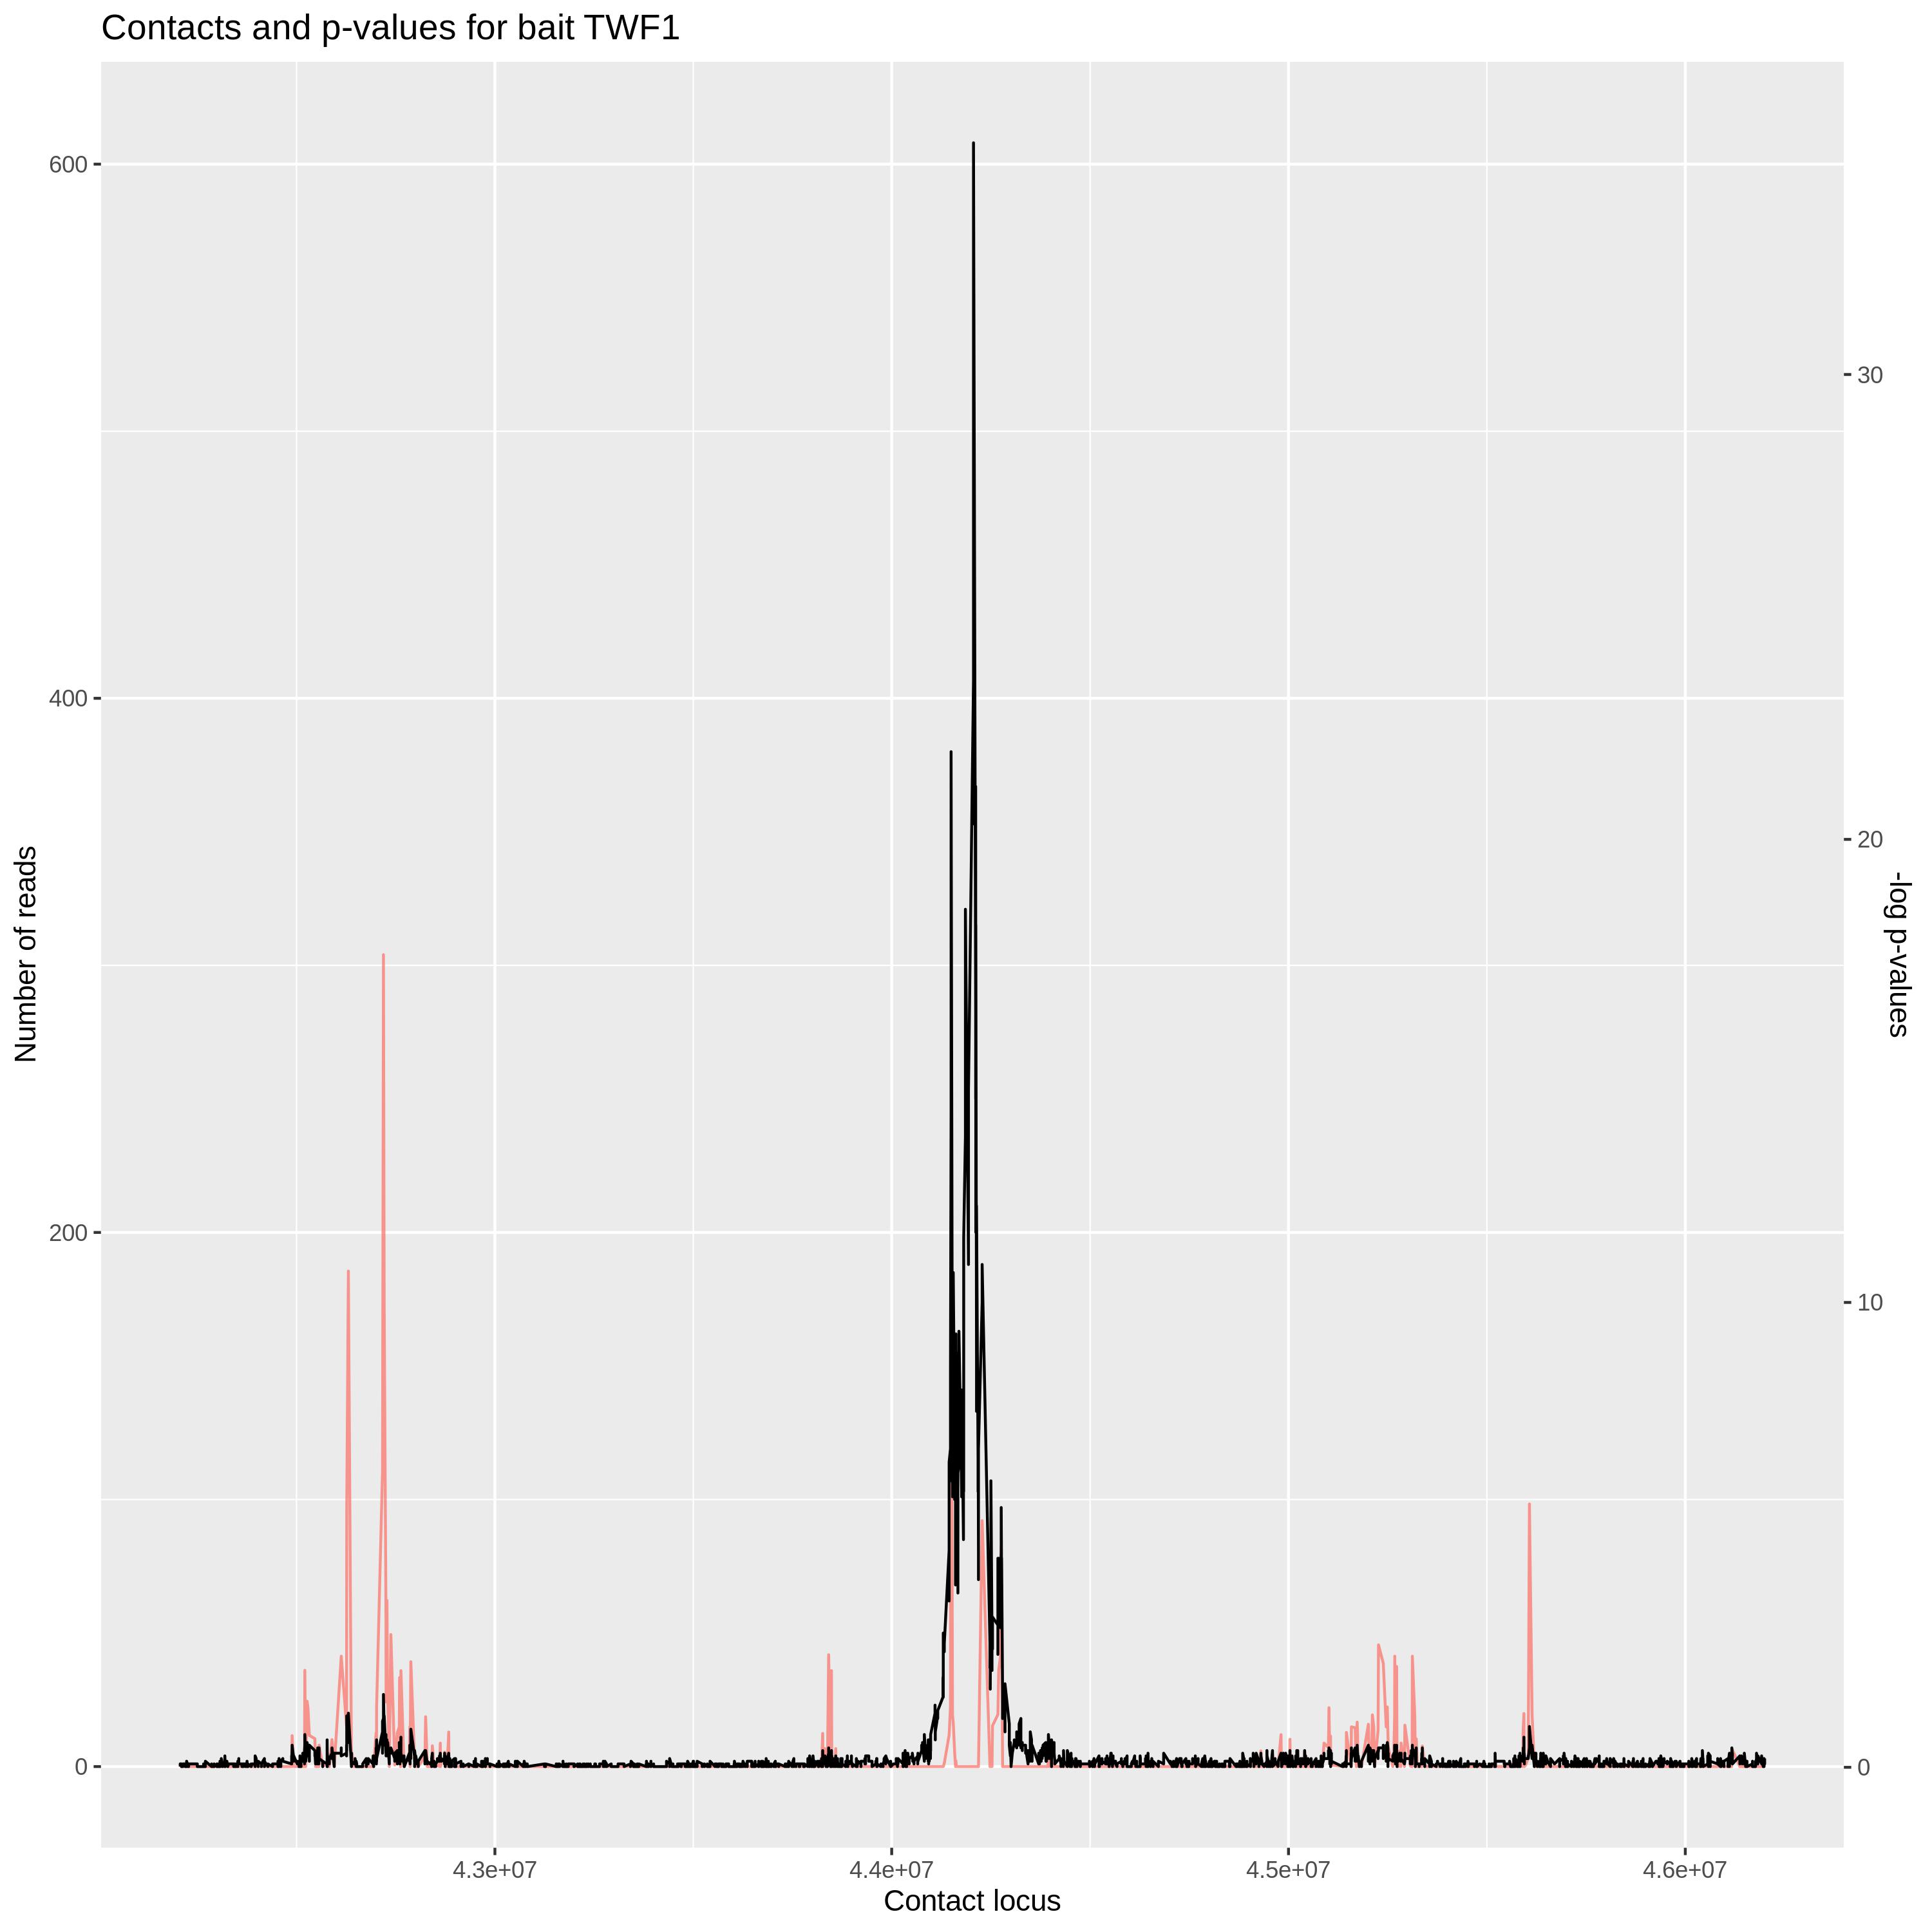 Contacts and p-values for bait TWF1
600
400
200
0
Number of reads
30
20
10
0
-log p-values
4.3e+07
4.4e+07
4.5e+07
4.6e+07
Contact locus